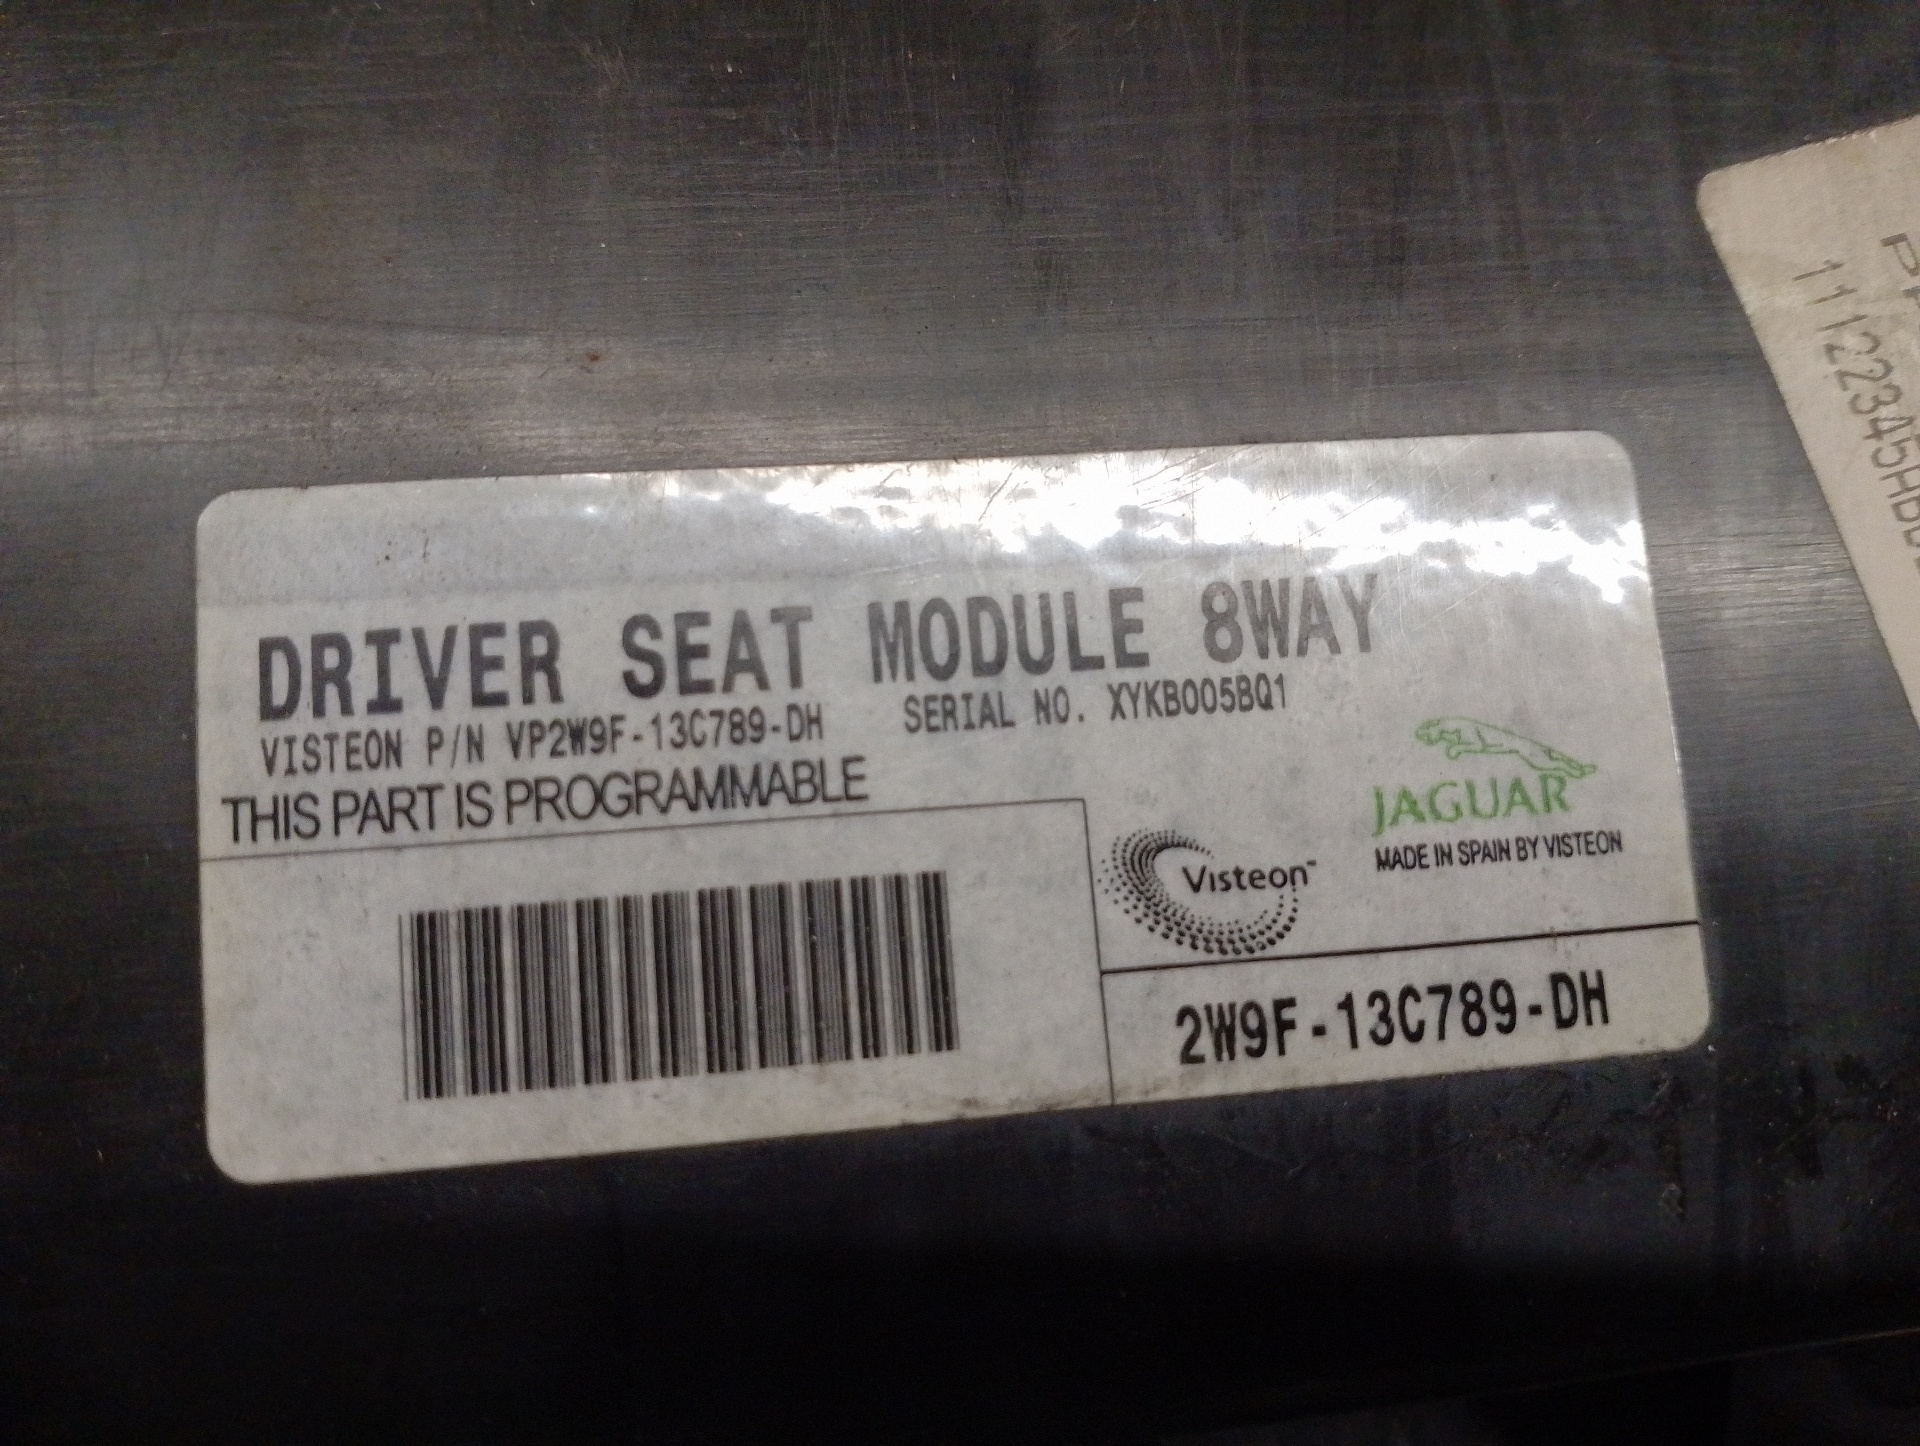 DRIVER SEAT MODULE 8WAY
VISTEON P/N VP2W9F-13C789-DH SERIAL NO. XYKB005BQ1
THIS PART IS PROGRAMMABLE
JAGUAR
Visteon™
MADE IN SPAIN BY VISTEON
2W9F-13C789-DH